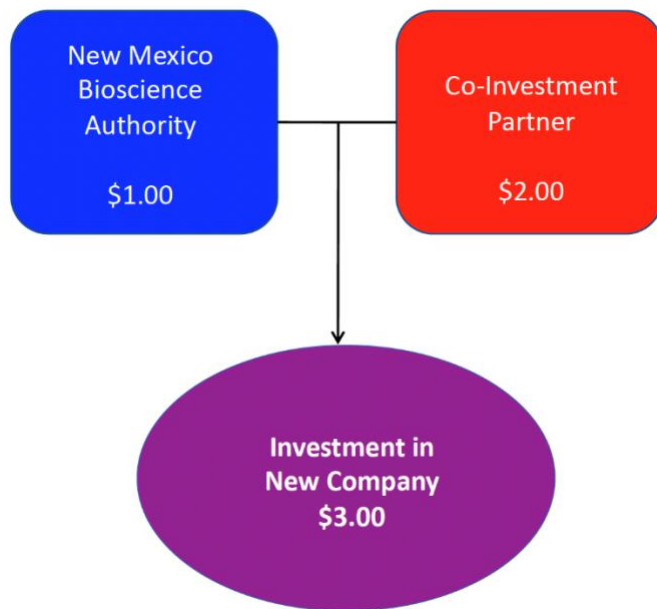 New Mexico
Bioscience
Authority
$1.00
Co-Investment
Partner
$2.00
Investment in
New Company
$3.00